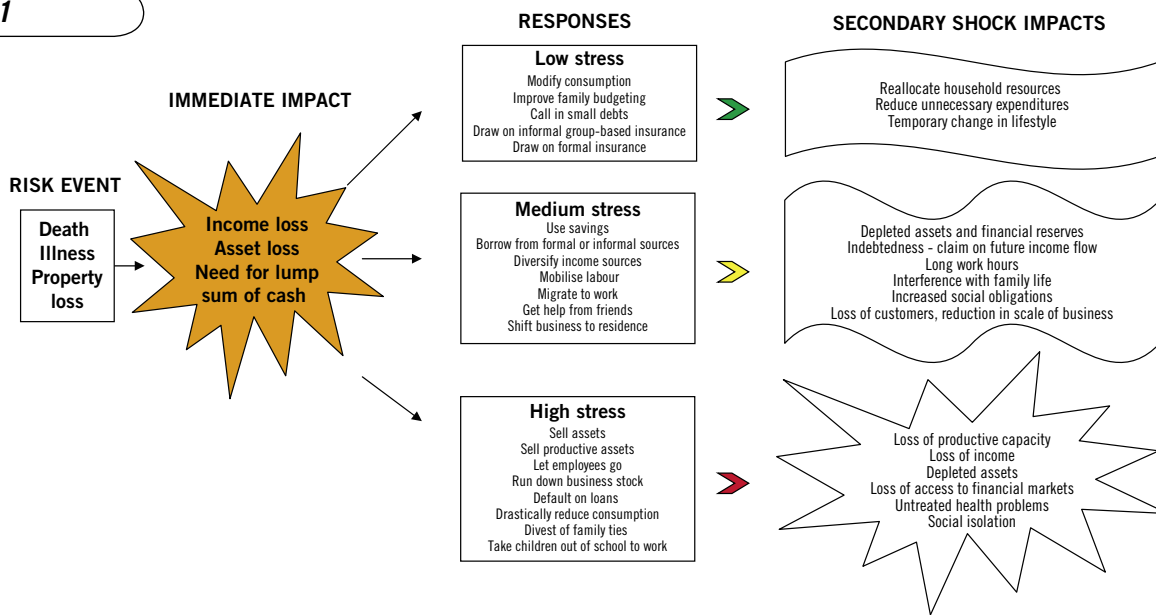 1
RISK EVENT
Death
Illness
Property
loss
IMMEDIATE IMPACT
Income loss
Asset loss
Need for lump
sum of cash
RESPONSES
Low stress
Modify consumption
Improve family budgeting
Call in small debts
Draw on informal group-based insurance
Draw on formal insurance
Medium stress
Use savings
Borrow from formal or informal sources
Diversify income sources
Mobilise labour
Migrate to work
Get help from friends
Shift business to residence
High stress
Sell assets
Sell productive assets
Let employees go
Run down business stock
Default on loans
Drastically reduce consumption
Divest of family ties
Take children out of school to work
SECONDARY SHOCK IMPACTS
Reallocate household resources
Reduce unnecessary expenditures
Temporary change in lifestyle
Depleted assets and financial reserves
Indebtedness - claim on future income flow
Long work hours
Interference with family life
Increased social obligations
Loss of customers, reduction in scale of business
Loss of productive capacity
Loss of income
Depleted assets
Loss of access to financial markets
Untreated health problems
Social isolation